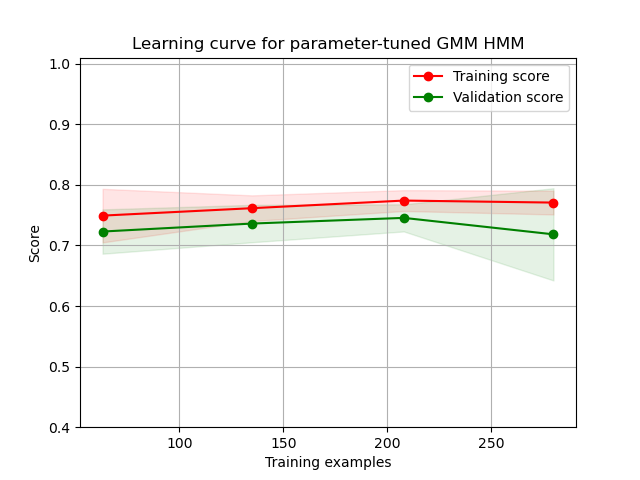 Learning curve for parameter-tuned GMM HMM
Training score
Validation score
1.0
0.9
0.8
0.7
0.6
0.5
0.4
Score
100
150
200
250
Training examples